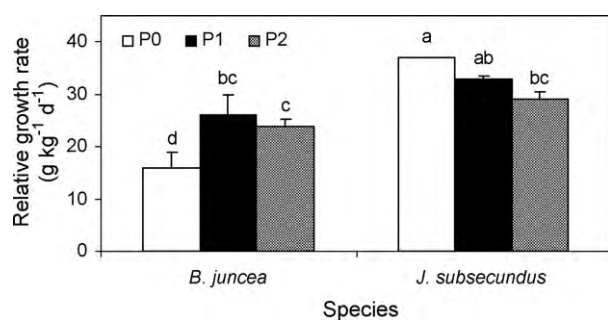 Relative growth rate
(g kg⁻¹ d⁻¹)
40
30
20
10
0
P0 P1 P2
d
bc
c
a
ab
bc
B. juncea
J. subsecundus
Species